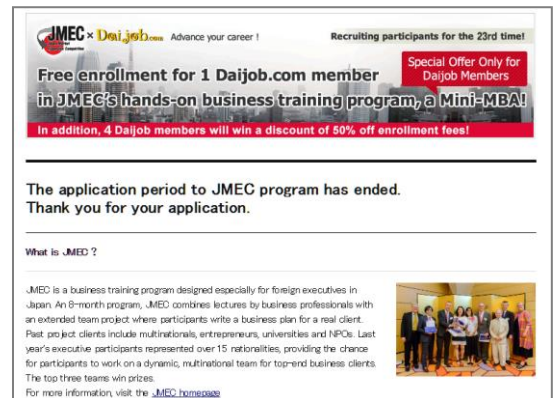 JMEC × Daijob.com Advance your career ! Recruiting participants for the 23rd time!
Special Offer Only for
Daijob Members
Free enrollment for 1 Daijob.com member
in JMEC's hands-on business training program, a Mini-MBA!
In addition, 4 Daijob members will win a discount of 50% off enrollment fees!
The application period to JMEC program has ended.
Thank you for your application.
What is JMEC ?
JMEC is a business training program designed especially for foreign executives in
Japan. An 8-month program, JMEC combines lectures by business professionals with
an extended team project where participants write a business plan for a real client.
Past project clients include multinationals, entrepreneurs, universities and NPOs. Last
year's executive participants represented over 15 nationalities, providing the chance
for participants to work on a dynamic, multinational team for top-end business clients.
The top three teams win prizes.
For more information, visit the JMEC homepage